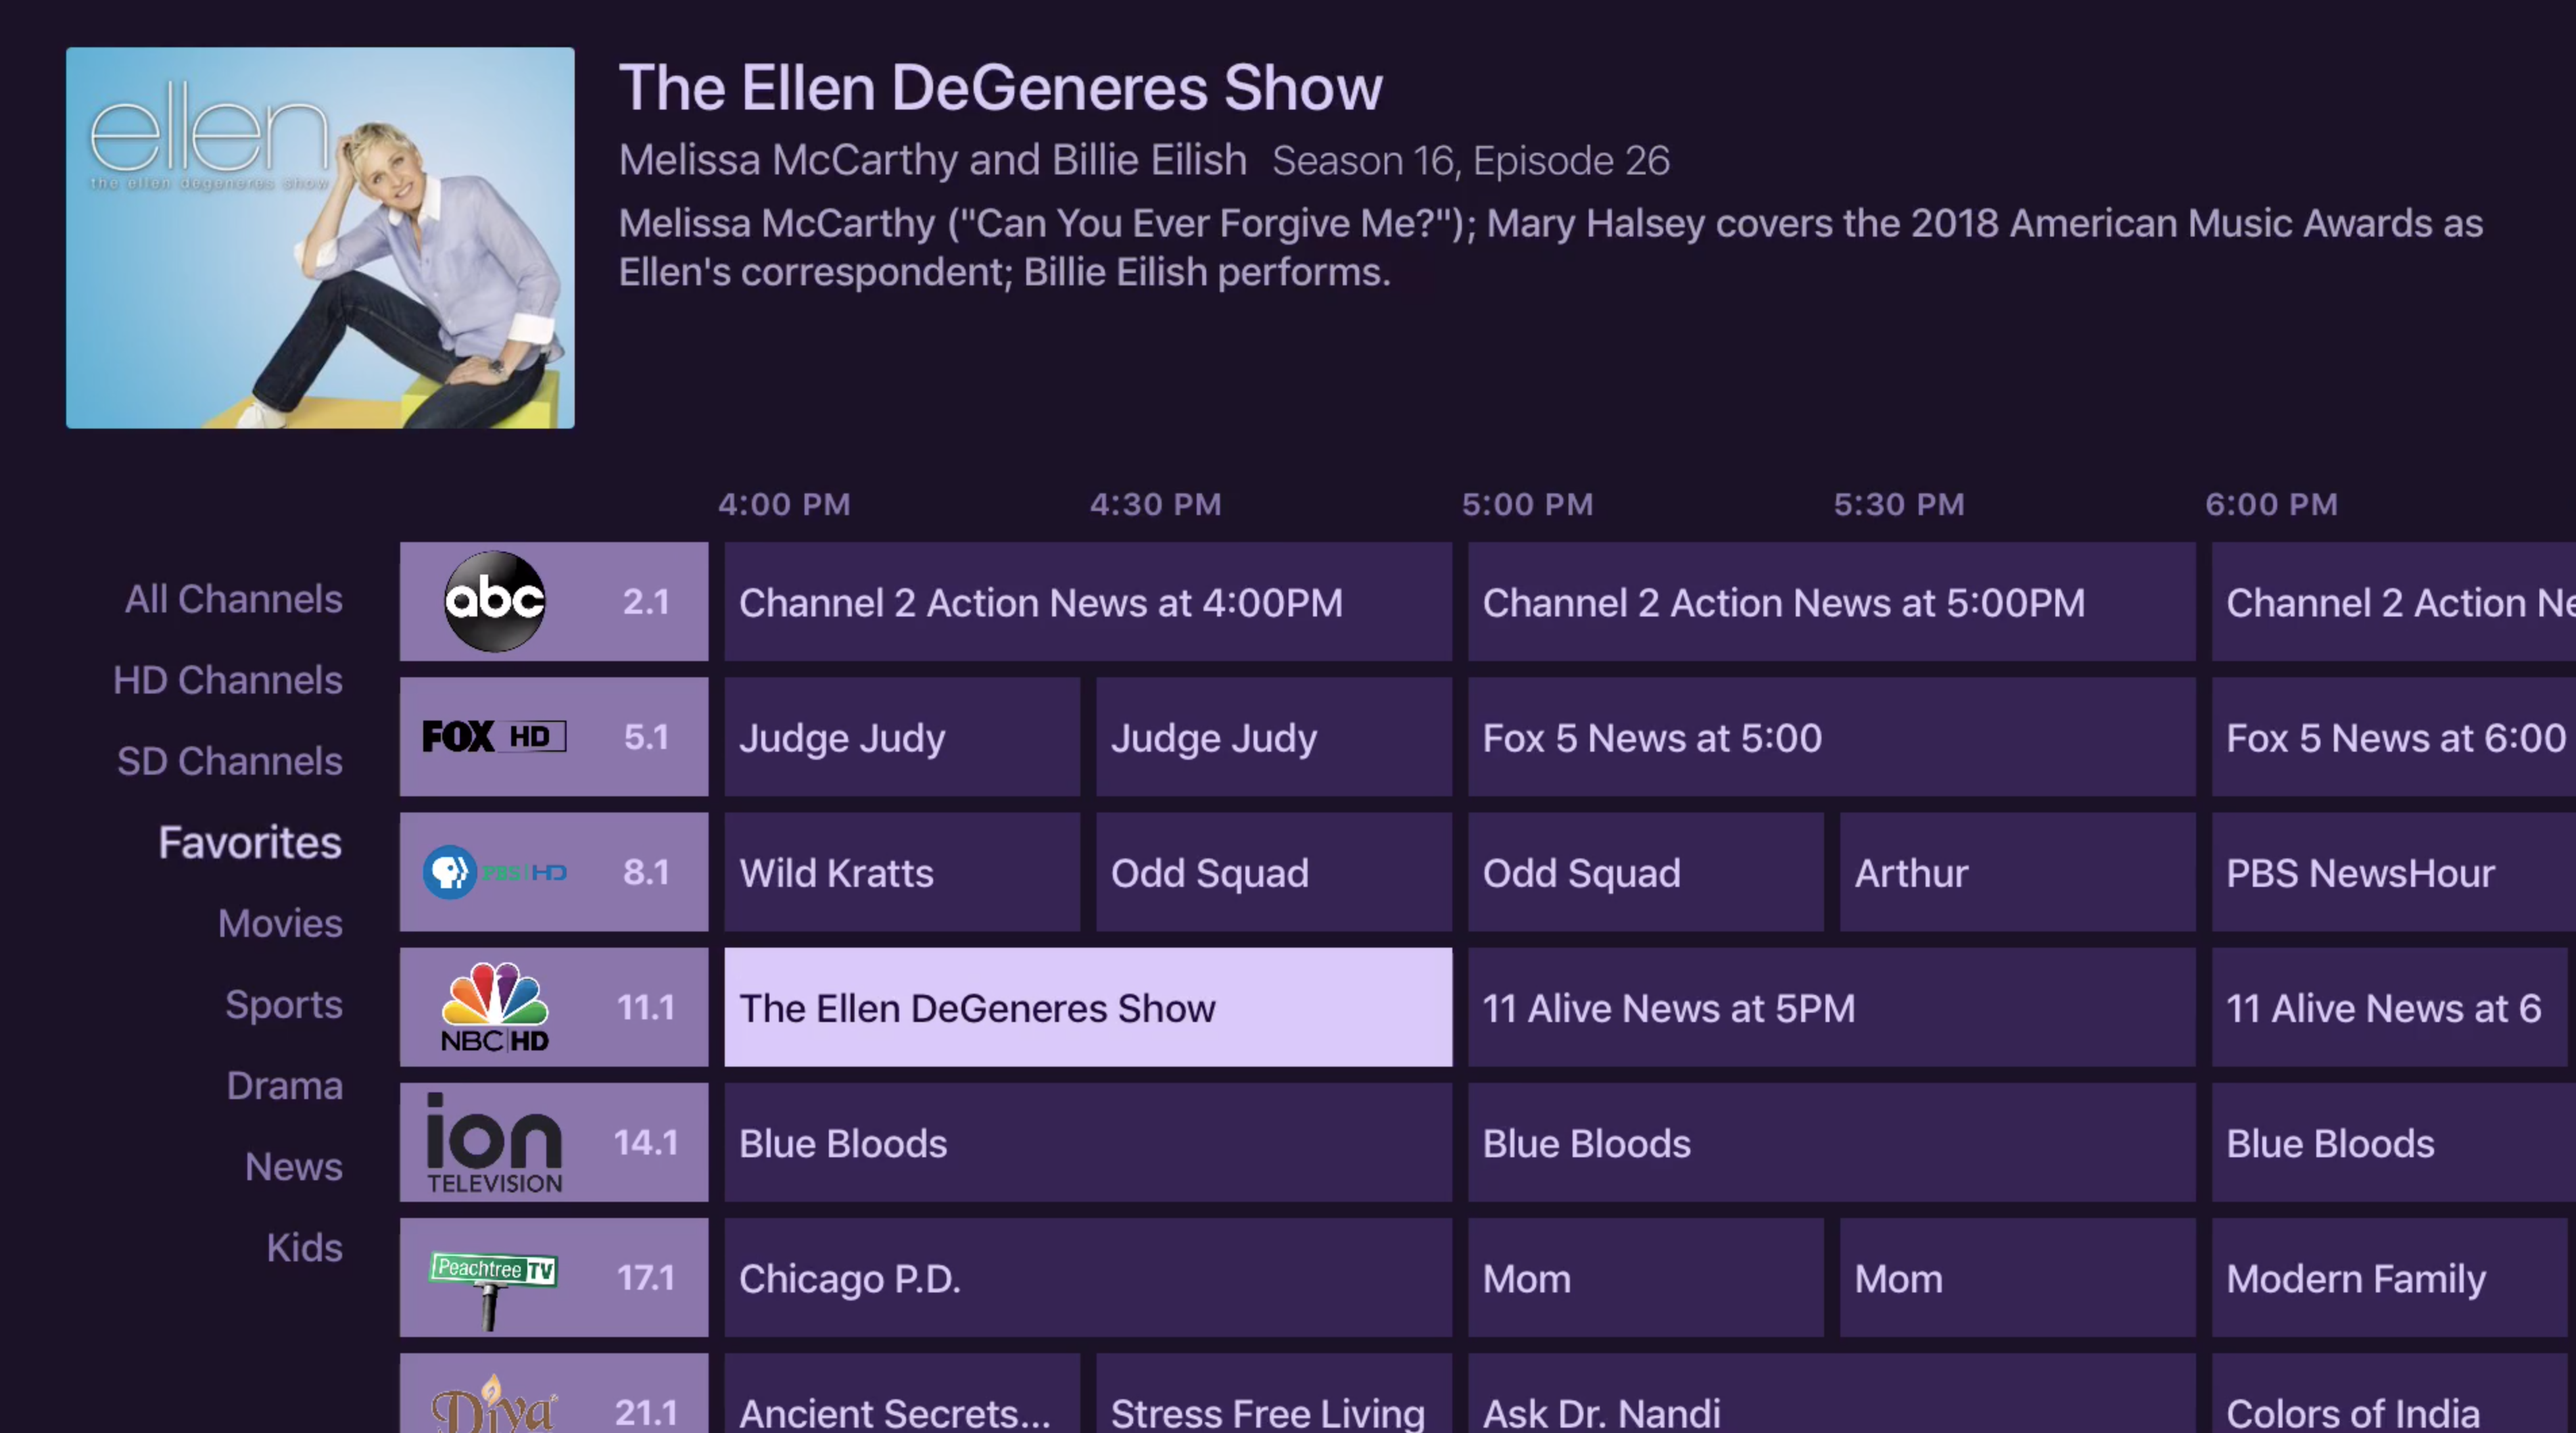 ellen
the ellen degeneres show
The Ellen DeGeneres Show
Melissa McCarthy and Billie Eilish Season 16, Episode 26
Melissa McCarthy ("Can You Ever Forgive Me?"); Mary Halsey covers the 2018 American Music Awards as
Ellen's correspondent; Billie Eilish performs.
4:00 PM 4:30 PM 5:00 PM 5:30 PM 6:00 PM
All Channels
HD Channels
SD Channels
Favorites
Movies
Sports
Drama
News
Kids
abc 2.1 Channel 2 Action News at 4:00PM Channel 2 Action News at 5:00PM Channel 2 Action Ne
FOX HD 5.1 Judge Judy Judge Judy Fox 5 News at 5:00 Fox 5 News at 6:00
PBS HD 8.1 Wild Kratts Odd Squad Odd Squad Arthur PBS NewsHour
NBC HD 11.1 The Ellen DeGeneres Show 11 Alive News at 5PM 11 Alive News at 6
ion
TELEVISION 14.1 Blue Bloods Blue Bloods Blue Bloods
Peachtree TV 17.1 Chicago P.D. Mom Mom Modern Family
Diya 21.1 Ancient Secrets... Stress Free Living Ask Dr. Nandi Colors of India